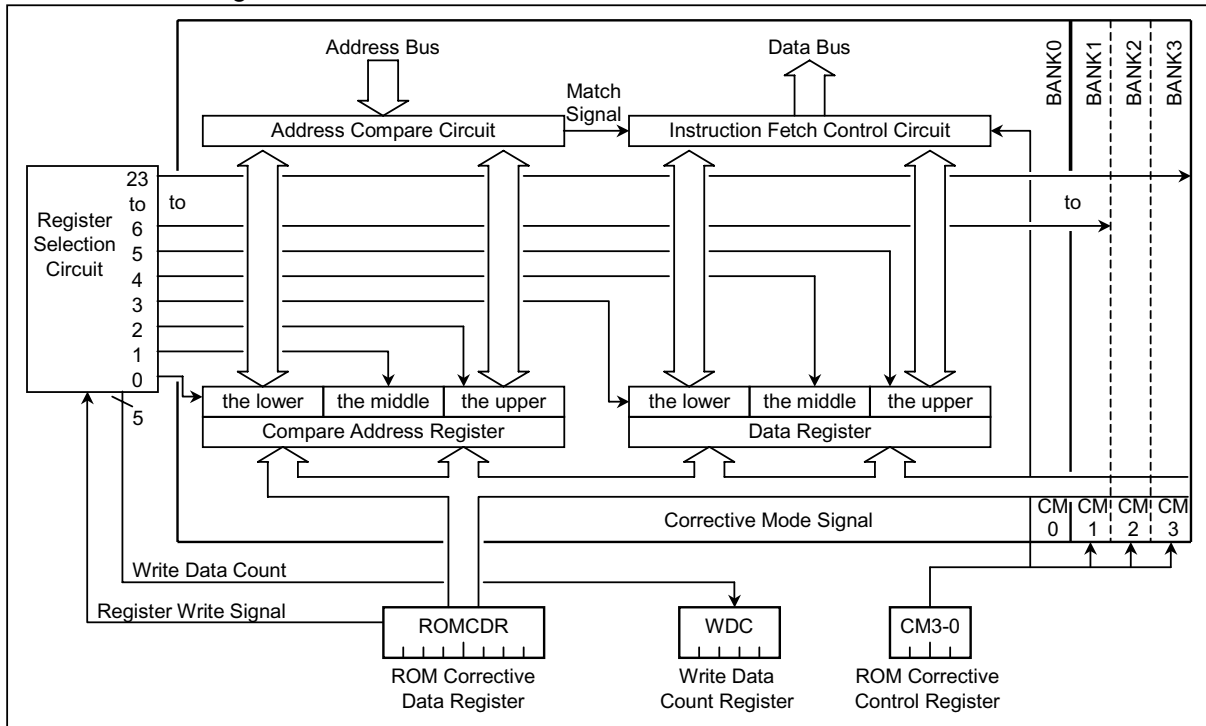 Address Bus
Data Bus
BANK0
BANK1
BANK2
BANK3
Match
Signal
Address Compare Circuit
Instruction Fetch Control Circuit
Register
Selection
Circuit
23
to
to
to
6
5
4
3
2
1
0
5
the lower
the middle
the upper
Compare Address Register
the lower
the middle
the upper
Data Register
Corrective Mode Signal
CM
0
CM
1
CM
2
CM
3
Write Data Count
Register Write Signal
ROMCDR
ROM Corrective
Data Register
WDC
Write Data
Count Register
CM3-0
ROM Corrective
Control Register